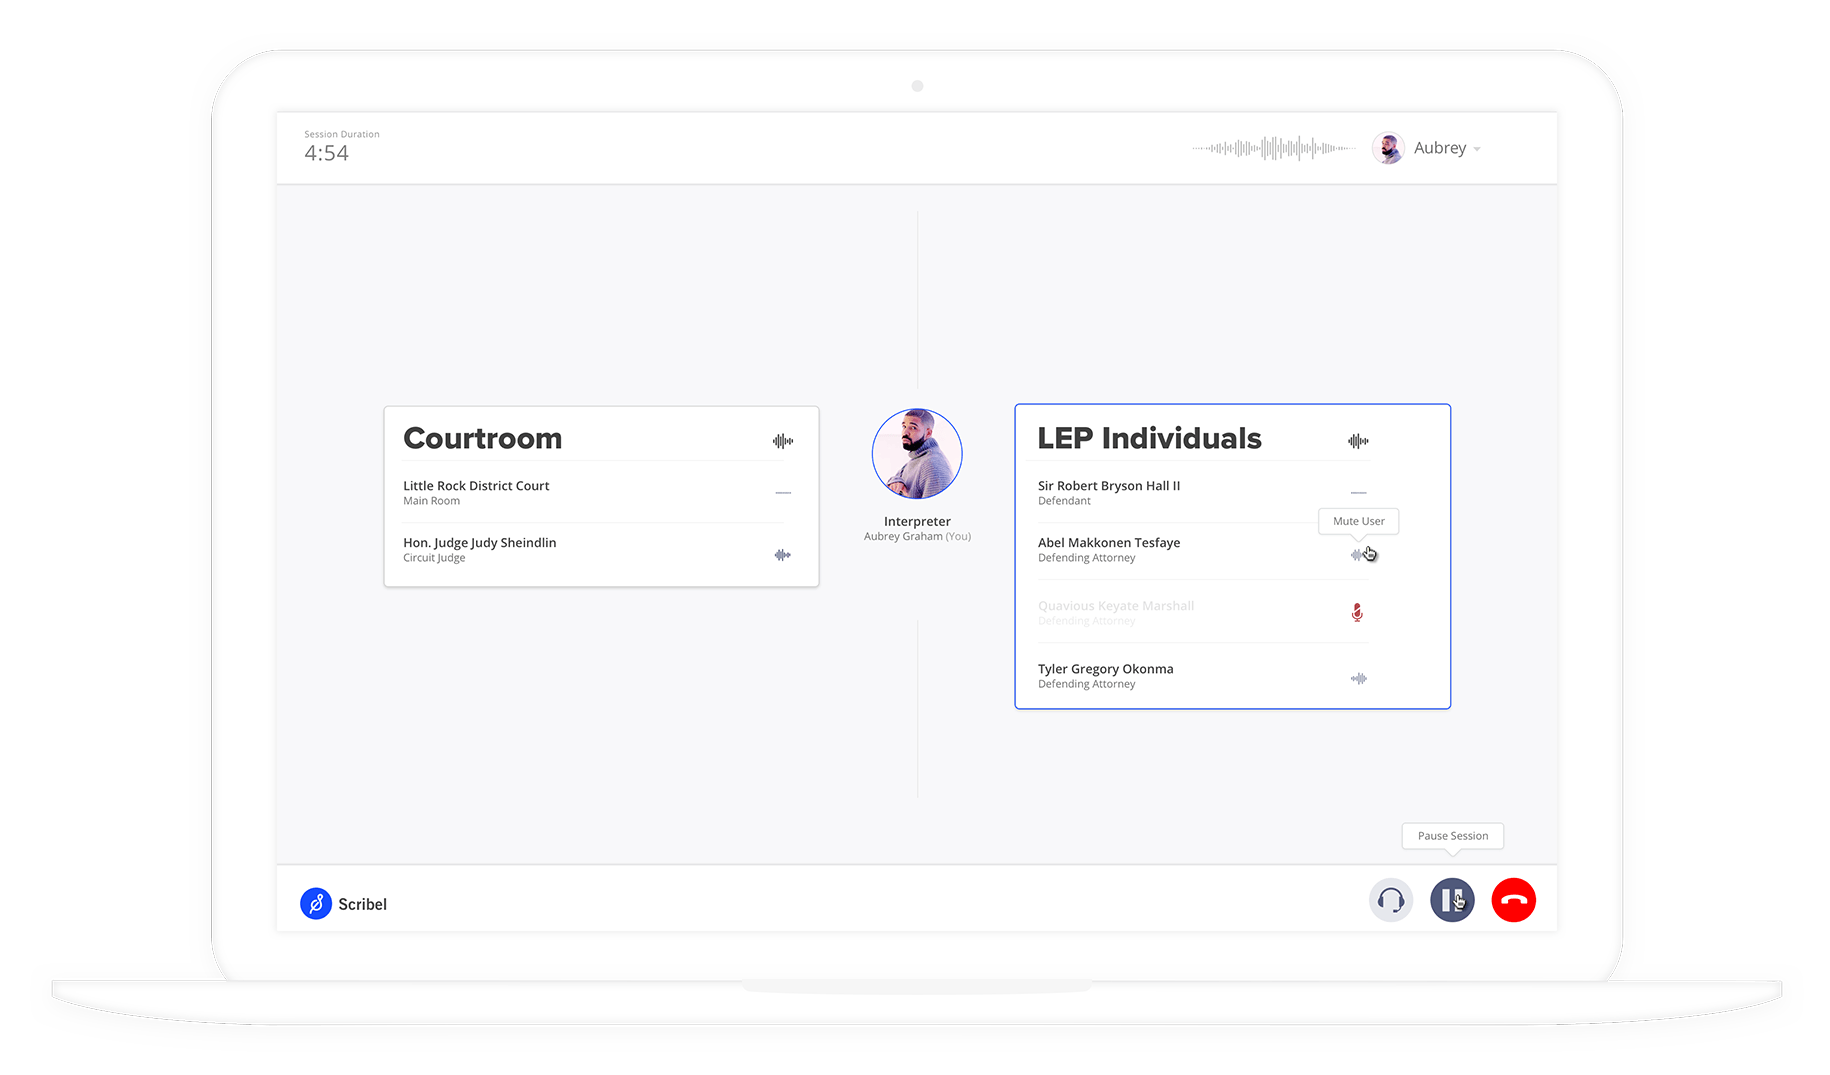 Session Duration
4:54
Aubrey
Courtroom
Little Rock District Court
Main Room
Hon. Judge Judy Sheindlin
Circuit Judge
Interpreter
Aubrey Graham (You)
LEP Individuals
Sir Robert Bryson Hall II
Defendant
Mute User
Abel Makkonen Tesfaye
Defending Attorney
Quavious Keyate Marshall
Defending Attorney
Tyler Gregory Okonma
Defending Attorney
Pause Session
Scribel